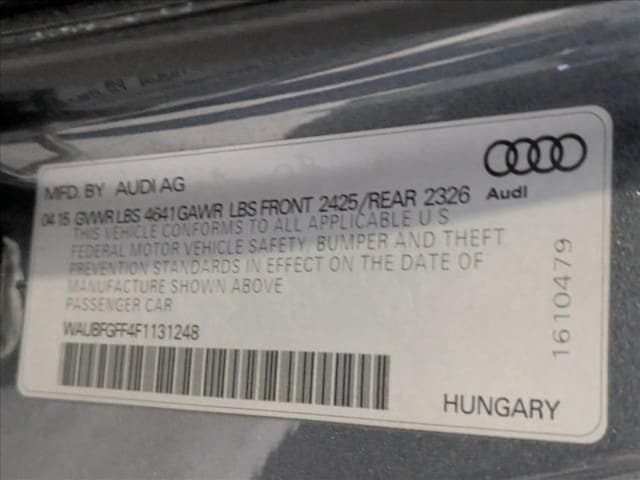 MFD. BY AUDI AG
Audi
04 15 GVWR LBS 4641 GAWR LBS FRONT 2425/REAR 2326
THIS VEHICLE CONFORMS TO ALL APPLICABLE U S
FEDERAL MOTOR VEHICLE SAFETY, BUMPER AND THEFT
PREVENTION STANDARDS IN EFFECT ON THE DATE OF
MANUFACTURE SHOWN ABOVE
PASSENGER CAR
WAUBFGFF4F1131248
HUNGARY
1610479